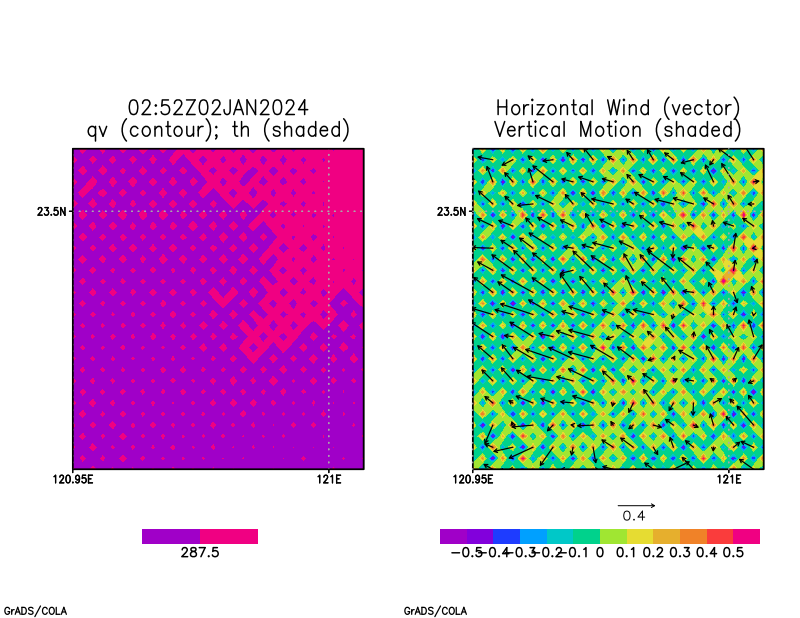 02:52Z02JAN2024
qv (contour); th (shaded)
23.5N
120.95E
121E
287.5
GrADS/COLA
Horizontal Wind (vector)
Vertical Motion (shaded)
23.5N
120.95E
121E
0.4
-0.5 -0.4 -0.3 -0.2 -0.1 0 0.1 0.2 0.3 0.4 0.5
GrADS/COLA